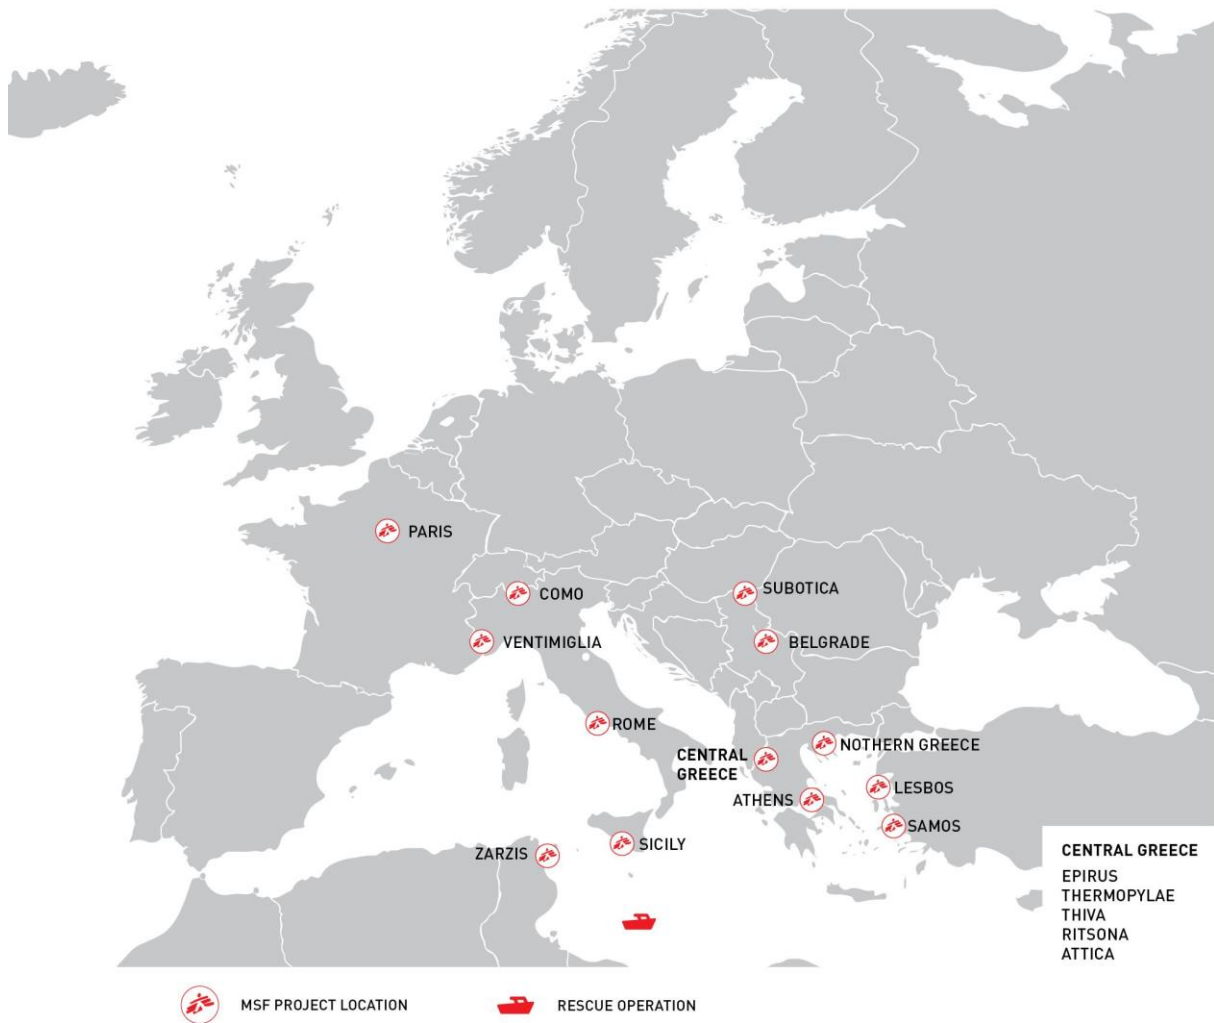 PARIS
COMO
SUBOTICA
VENTIMIGLIA
BELGRADE
ROME
NOTHERN GREECE
CENTRAL
GREECE
LESBOS
ATHENS
SAMOS
SICILY
ZARZIS
CENTRAL GREECE
EPIRUS
THERMOPYLAE
THIVA
RITSONA
ATTICA
MSF PROJECT LOCATION
RESCUE OPERATION